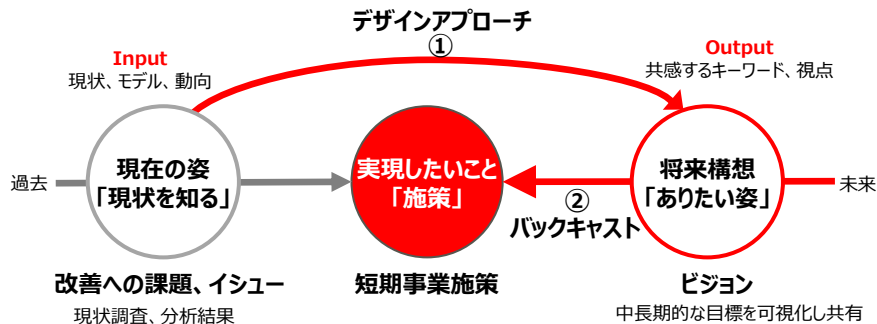 デザインアプローチ
①
Input
現状、モデル、動向
Output
共感するキーワード、視点
過去
現在の姿
「現状を知る」
実現したいこと
「施策」
②
バックキャスト
将来構想
「ありたい姿」
未来
改善への課題、イシュー
現状調査、分析結果
短期事業施策
ビジョン
中長期的な目標を可視化し共有